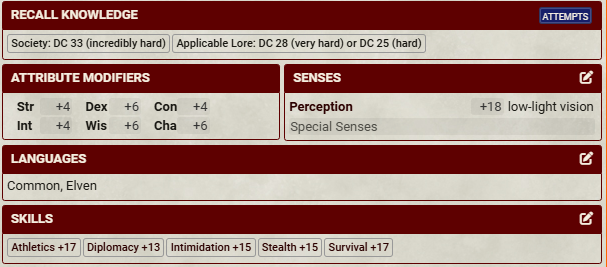 RECALL KNOWLEDGE ATTEMPTS
Society: DC 33 (incredibly hard) Applicable Lore: DC 28 (very hard) or DC 25 (hard)
ATTRIBUTE MODIFIERS
Str +4 Dex +6 Con +4
Int +4 Wis +6 Cha +6
SENSES
Perception +18 low-light vision
Special Senses
LANGUAGES
Common, Elven
SKILLS
Athletics +17 Diplomacy +13 Intimidation +15 Stealth +15 Survival +17